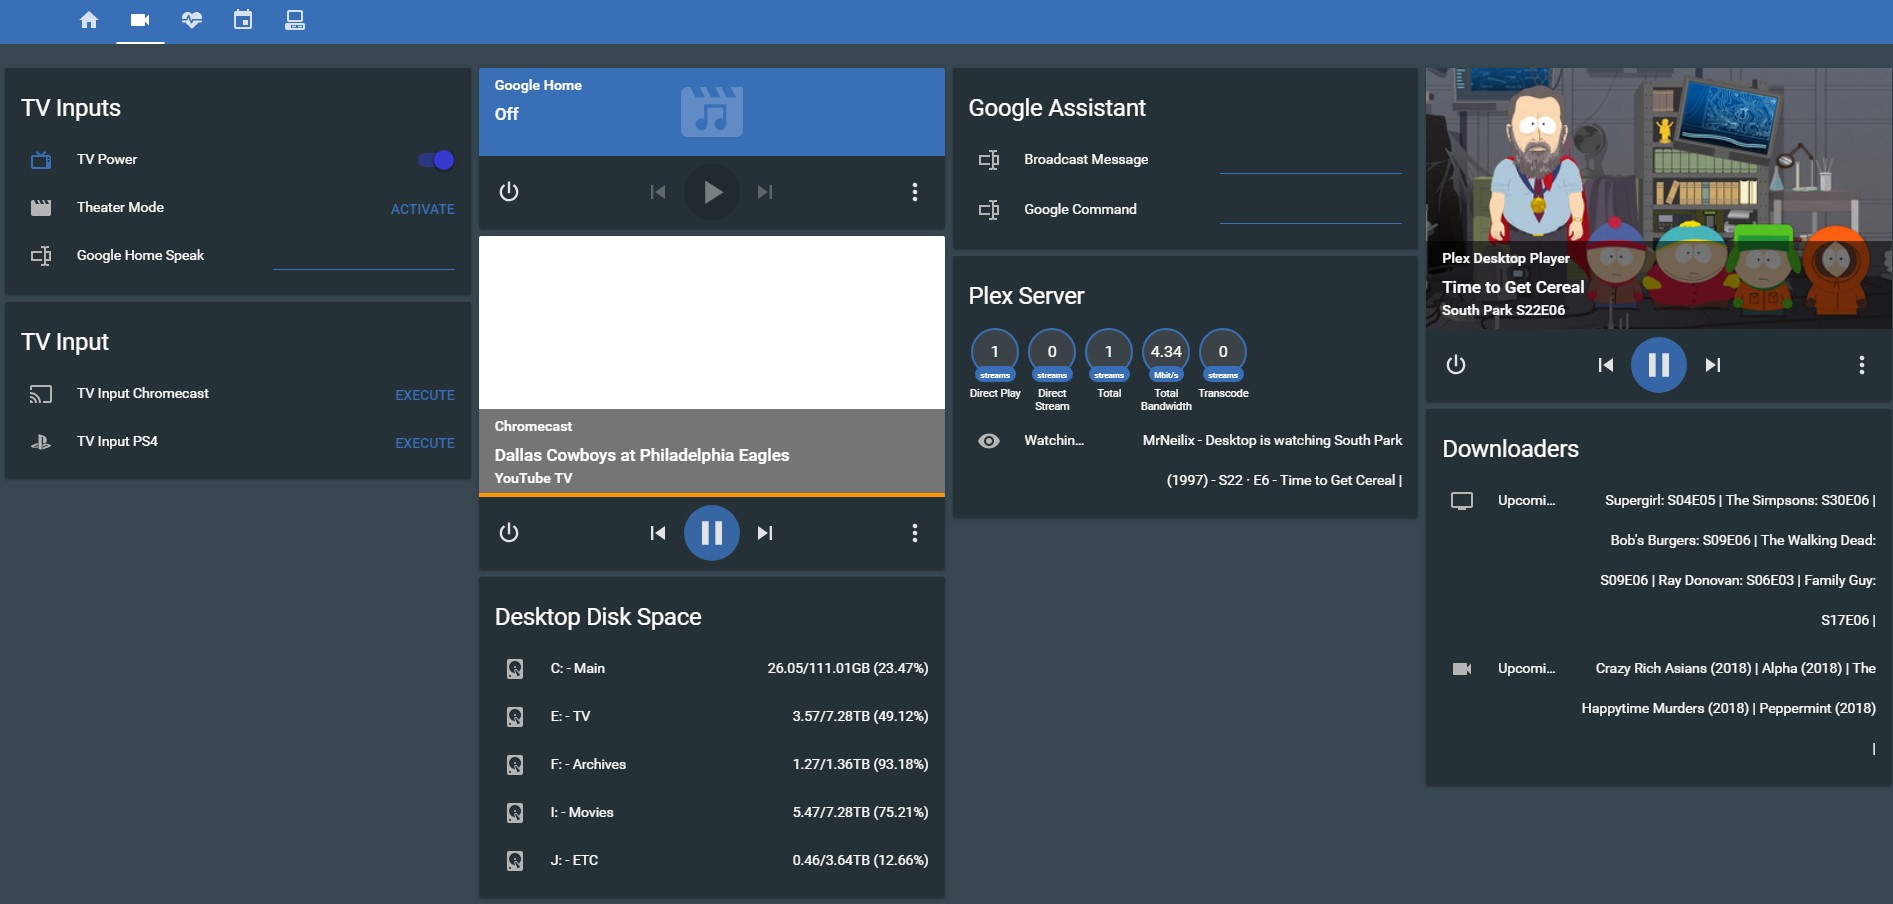 TV Inputs
TV Power
Theater Mode
ACTIVATE
Google Home Speak
TV Input
TV Input Chromecast
EXECUTE
TV Input PS4
EXECUTE
Google Home
Off
Chromecast
Dallas Cowboys at Philadelphia Eagles
YouTube TV
Desktop Disk Space
C: - Main
26.05/111.01GB (23.47%)
E: - TV
3.57/7.28TB (49.12%)
F: - Archives
1.27/1.36TB (93.18%)
I: - Movies
5.47/7.28TB (75.21%)
J: - ETC
0.46/3.64TB (12.66%)
Google Assistant
Broadcast Message
Google Command
Plex Server
1
streams
Direct Play
0
streams
Direct
Stream
1
streams
Total
4.34
Mbit/s
Total
Bandwidth
0
streams
Transcode
Watchin...
MrNeilix - Desktop is watching South Park
(1997) - S22 · E6 - Time to Get Cereal |
Plex Desktop Player
Time to Get Cereal
South Park S22E06
Downloaders
Upcomi...
Supergirl: S04E05 | The Simpsons: S30E06 |
Bob's Burgers: S09E06 | The Walking Dead:
S09E06 | Ray Donovan: S06E03 | Family Guy:
S17E06 |
Upcomi...
Crazy Rich Asians (2018) | Alpha (2018) | The
Happytime Murders (2018) | Peppermint (2018)
|